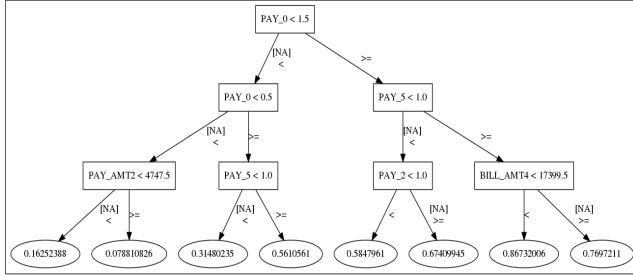 PAY_0 < 1.5
[NA]
<
>=
PAY_0 < 0.5
PAY_5 < 1.0
[NA]
<
>=
[NA]
<
>=
PAY_AMT2 < 4747.5
PAY_5 < 1.0
PAY_2 < 1.0
BILL_AMT4 < 17399.5
[NA]
<
>=
[NA]
<
>=
<
[NA]
>=
<
[NA]
>=
0.16252388
0.078810826
0.31480235
0.5610561
0.5847961
0.67409945
0.86732006
0.7697211